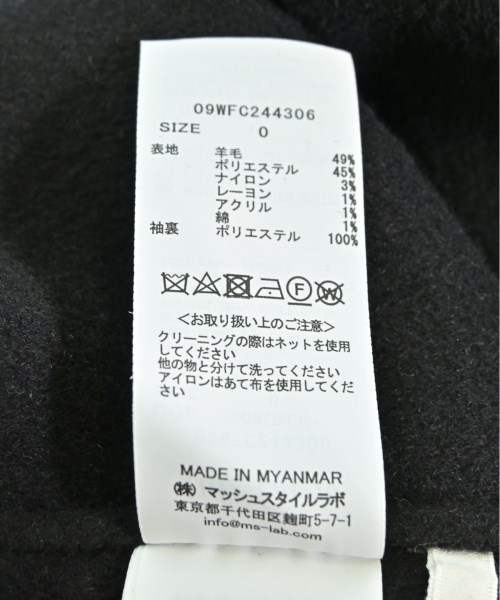 09WFC244306
SIZE 0
表地 羊毛 49%
ポリエステル 45%
ナイロン 3%
レーヨン 1%
アクリル 1%
綿 1%
袖裏 ポリエステル 100%
F W
<お取り扱い上のご注意>
クリーニングの際はネットを使用
してください
他の物と分けて洗ってください
アイロンはあて布を使用してくだ
さい
MADE IN MYANMAR
㈱ マッシュスタイルラボ
東京都千代田区麹町5-7-1
info@ms-lab.com